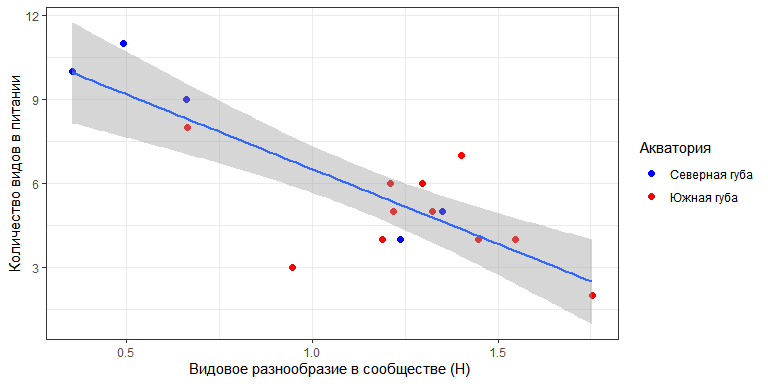 12
9
6
3
Количество видов в питании
0.5
1.0
1.5
Видовое разнообразие в сообществе (H)
Акватория
Северная губа
Южная губа